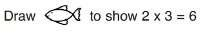 Draw to show 2 x 3 = 6